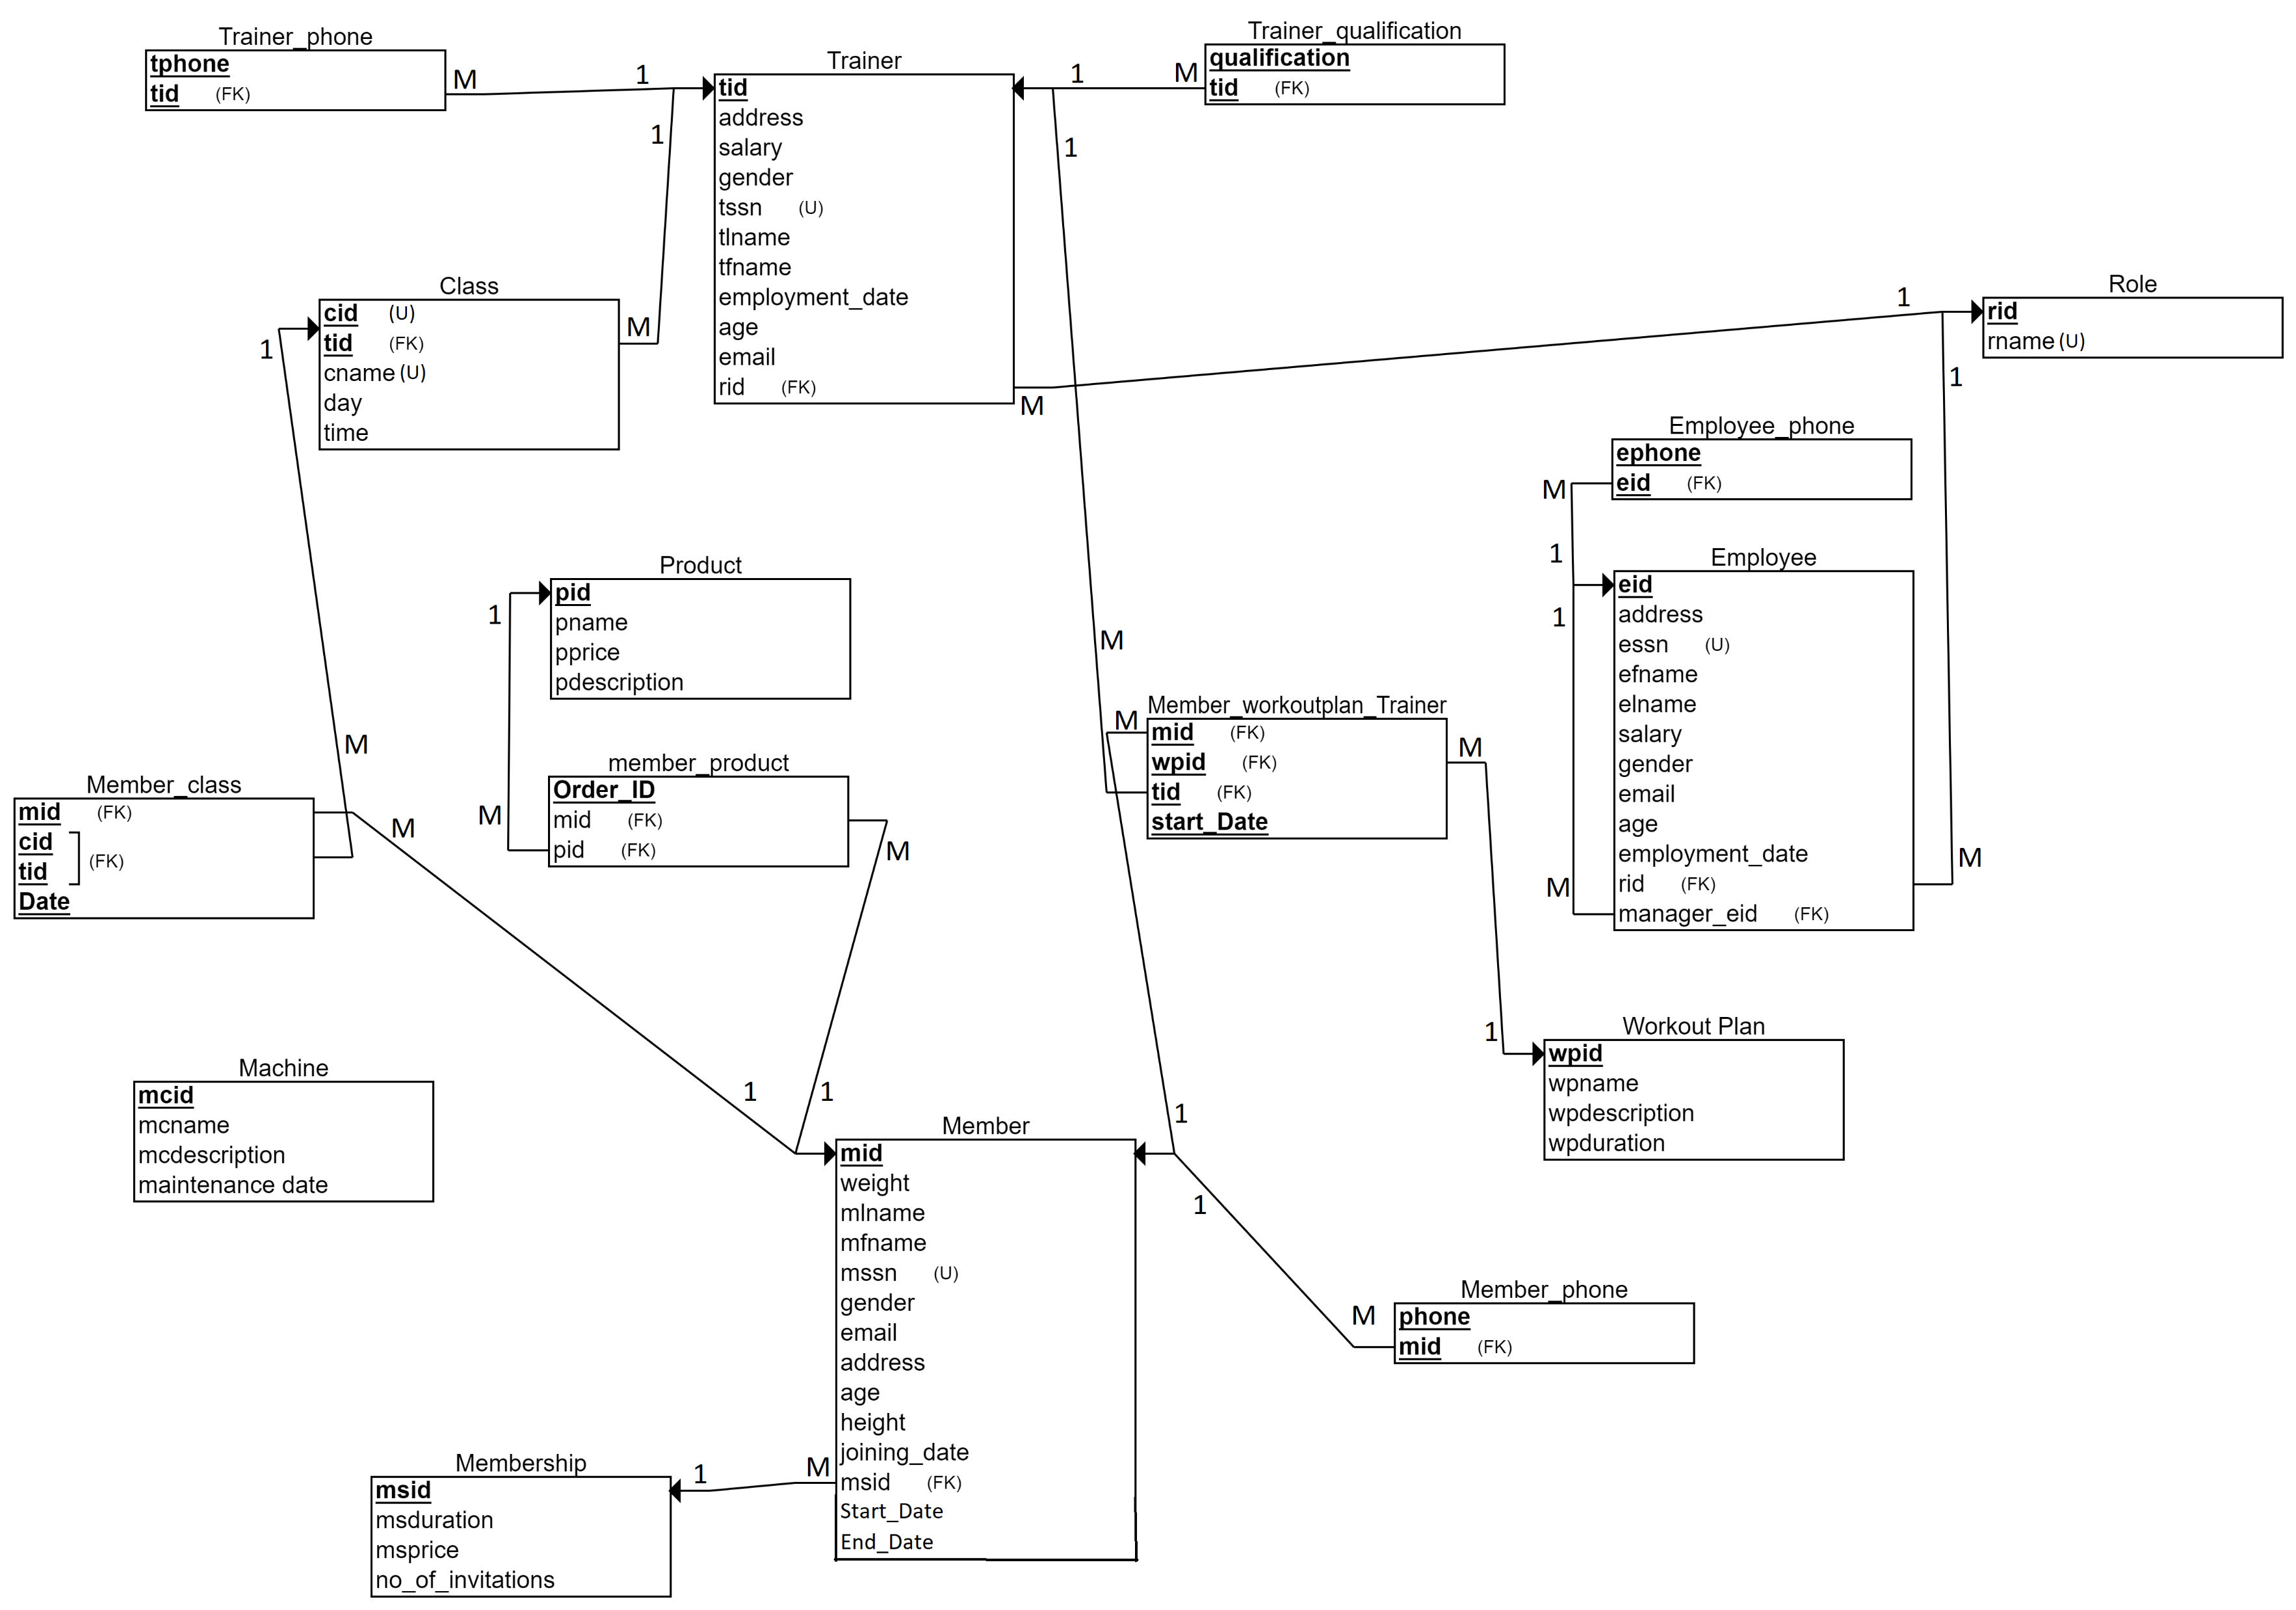 Trainer_phone
tphone
tid (FK)
M
1
1
Trainer
tid
address
salary
gender
tssn (U)
tlname
tfname
employment_date
age
email
rid (FK)
M
Trainer_qualification
qualification
tid (FK)
1
M
1
Class
cid (U)
tid (FK)
cname (U)
day
time
1
M
Role
rid
rname (U)
1
1
Employee_phone
ephone
eid (FK)
M
1
Employee
eid
address
essn (U)
efname
elname
salary
gender
email
age
employment_date
rid (FK)
manager_eid (FK)
1
M
M
Product
pid
pname
pprice
pdescription
1
member_product
Order_ID
mid (FK)
pid (FK)
M
M
Member_workoutplan_Trainer
mid (FK)
wpid (FK)
tid (FK)
start_Date
M
M
M
Member_class
mid (FK)
cid
(FK)
tid
Date
M
M
Workout Plan
wpid
wpname
wpdescription
wpduration
1
Machine
mcid
mcname
mcdescription
maintenance date
Member
mid
weight
mlname
mfname
mssn (U)
gender
email
address
age
height
joining_date
msid (FK)
Start_Date
End_Date
1
1
1
1
M
Member_phone
phone
mid (FK)
M
Membership
msid
msduration
msprice
no_of_invitations
1